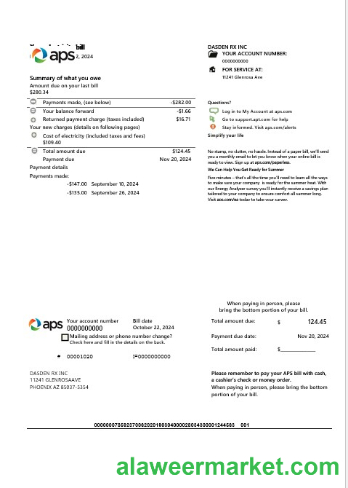 bill
aps
2, 2024
DASDEN RX INC
YOUR ACCOUNT NUMBER:
0000000000
FOR SERVICE AT:
11241 Glenrosa Ave
Summary of what you owe
Amount due on your last bill
$280.34
Payments made, (see below) -$282.00
Your balance forward -$1.66
Returned payment charge (taxes included) $16.71
Your new charges (details on following pages)
Cost of electricity (includes taxes and fees)
$109.40
Total amount due $124.45
Payment due Nov 20, 2024
Payment details
Payments made:
-$147.00 September 10, 2024
-$135.00 September 26, 2024
Questions?
Log in to My Account at aps.com
Go to support.aps.com for help
Stay informed. Visit aps.com/alerts
Simplify your life
No stamp, no clutter, no hassle. Instead of a paper bill, we'll send
you a monthly email to let you know when your online bill is
ready to view. Sign up at aps.com/paperless.
We Can Help You Get Ready for Summer
Five minutes - that's all the time you'll need to learn all the ways
to make sure your company is ready for the summer heat. With
our Energy Analyzer survey you'll instantly receive a savings plan
tailored to your company to ensure comfort all summer long.
Visit aps.com/ea today to take your survey.
aps
Your account number
0000000000
Bill date
October 22, 2024
Mailing address or phone number change?
Check here and fill in the details on the back.
DASDEN RX INC
11241 GLENROSAAVE
PHOENIX AZ 85037-3354
When paying in person, please
bring the bottom portion of your bill.
Total amount due: $ 124.45
Payment due date: Nov 20, 2024
Total amount paid: $
Please remember to pay your APS bill with cash,
a cashier's check or money order.
When paying in person, please bring the bottom
portion of your bill.
alaweermarket.com